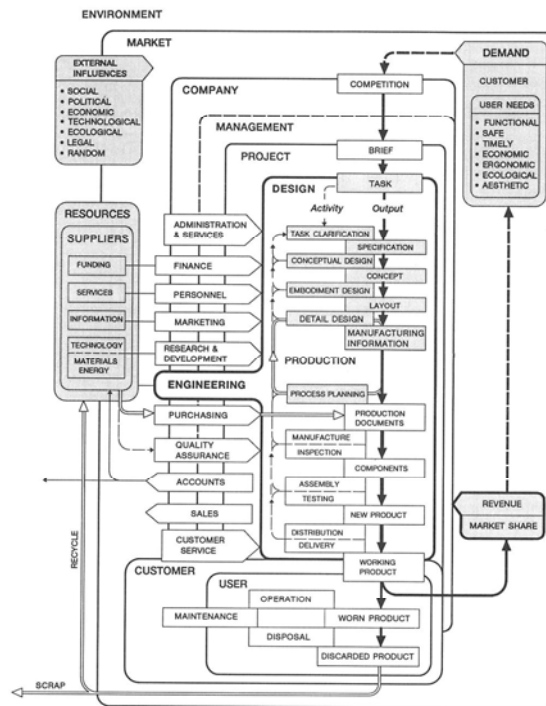 ENVIRONMENT
MARKET
EXTERNAL
INFLUENCES
• SOCIAL
• POLITICAL
• ECONOMIC
• TECHNOLOGICAL
• ECOLOGICAL
• LEGAL
• RANDOM
DEMAND
CUSTOMER
USER NEEDS
• FUNCTIONAL
• SAFE
• TIMELY
• ECONOMIC
• ERGONOMIC
• ECOLOGICAL
• AESTHETIC
COMPANY
COMPETITION
MANAGEMENT
PROJECT
BRIEF
DESIGN
TASK
Activity
Output
RESOURCES
SUPPLIERS
FUNDING
SERVICES
INFORMATION
TECHNOLOGY
MATERIALS
ENERGY
ADMINISTRATION
& SERVICES
FINANCE
PERSONNEL
MARKETING
RESEARCH &
DEVELOPMENT
ENGINEERING
PURCHASING
QUALITY
ASSURANCE
ACCOUNTS
SALES
CUSTOMER
SERVICE
TASK CLARIFICATION
SPECIFICATION
CONCEPTUAL DESIGN
CONCEPT
EMBODIMENT DESIGN
LAYOUT
DETAIL DESIGN
MANUFACTURING
INFORMATION
PRODUCTION
PROCESS PLANNING
PRODUCTION
DOCUMENTS
MANUFACTURE
INSPECTION
COMPONENTS
ASSEMBLY
TESTING
NEW PRODUCT
DISTRIBUTION
DELIVERY
WORKING
PRODUCT
REVENUE
MARKET SHARE
RECYCLE
CUSTOMER
USER
OPERATION
MAINTENANCE
WORN PRODUCT
DISPOSAL
DISCARDED PRODUCT
SCRAP